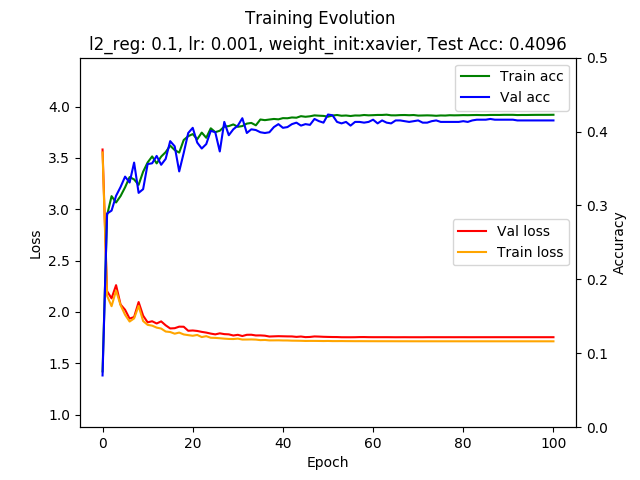 Training Evolution
l2_reg: 0.1, lr: 0.001, weight_init:xavier, Test Acc: 0.4096
Train acc
Val acc
Val loss
Train loss
Loss
4.0
3.5
3.0
2.5
2.0
1.5
1.0
Accuracy
0.5
0.4
0.3
0.2
0.1
0.0
0 20 40 60 80 100
Epoch